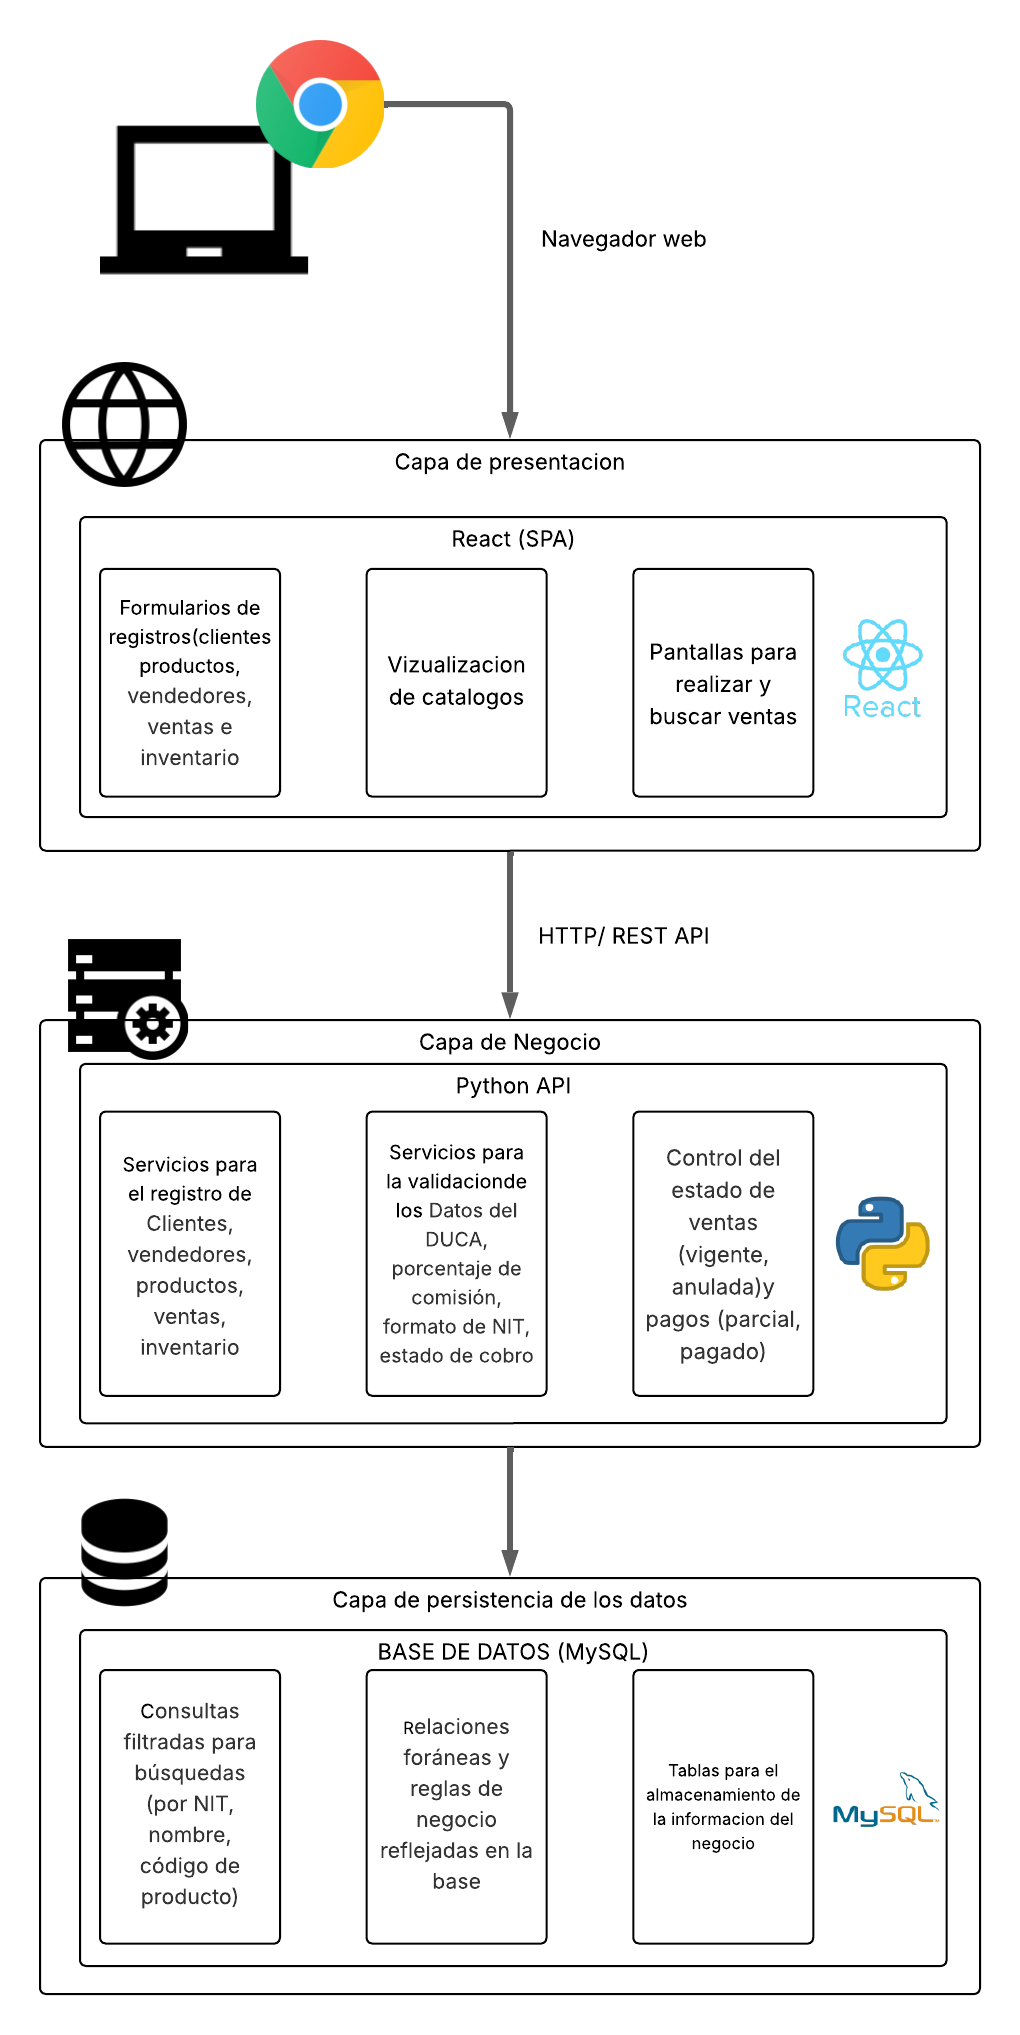 Navegador web
Capa de presentacion
React (SPA)
Formularios de
registros(clientes
productos,
vendedores,
ventas e
inventario
Vizualizacion
de catalogos
Pantallas para
realizar y
buscar ventas
React
HTTP/ REST API
Capa de Negocio
Python API
Servicios para
el registro de
Clientes,
vendedores,
productos,
ventas,
inventario
Servicios para
la validacionde
los Datos del
DUCA,
porcentaje de
comisión,
formato de NIT,
estado de cobro
Control del
estado de
ventas
(vigente,
anulada)y
pagos (parcial,
pagado)
Capa de persistencia de los datos
BASE DE DATOS (MySQL)
Consultas
filtradas para
búsquedas
(por NIT,
nombre,
código de
producto)
Relaciones
foráneas y
reglas de
negocio
reflejadas en la
base
Tablas para el
almacenamiento de
la informacion del
negocio
MySQL